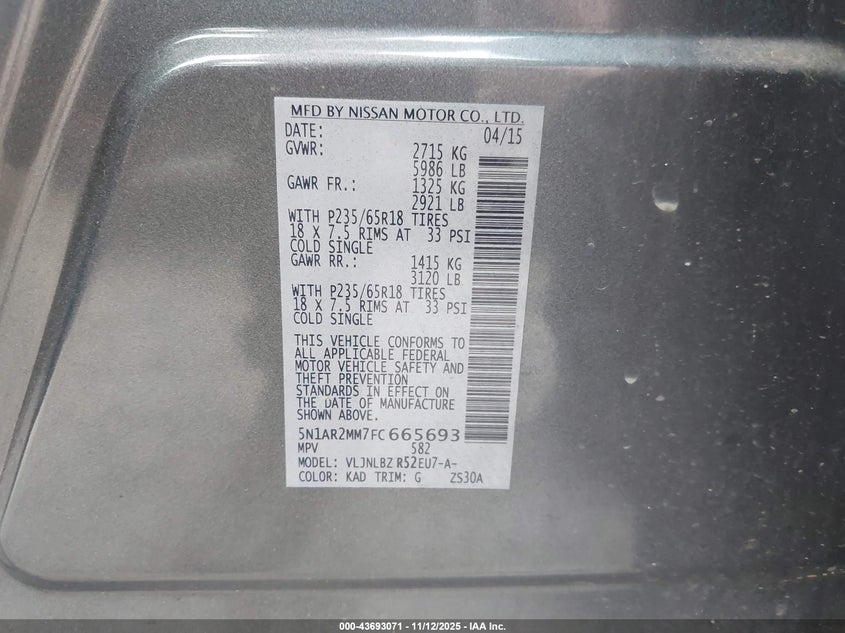 MFD BY NISSAN MOTOR CO., LTD.
DATE: 04/15
GVWR: 2715 KG
5986 LB
GAWR FR.: 1325 KG
2921 LB
WITH P235/65R18 TIRES
18 X 7.5 RIMS AT 33 PSI
COLD SINGLE
GAWR RR.: 1415 KG
3120 LB
WITH P235/65R18 TIRES
18 X 7.5 RIMS AT 33 PSI
COLD SINGLE
THIS VEHICLE CONFORMS TO
ALL APPLICABLE FEDERAL
MOTOR VEHICLE SAFETY AND
THEFT PREVENTION
STANDARDS IN EFFECT ON
THE DATE OF MANUFACTURE
SHOWN ABOVE.
5N1AR2MM7FC665693
MPV 582
MODEL: VLJNLBZ R52EU7-A-
COLOR: KAD TRIM: G ZS30A
000-43693071 - 11/12/2025 - IAA Inc.